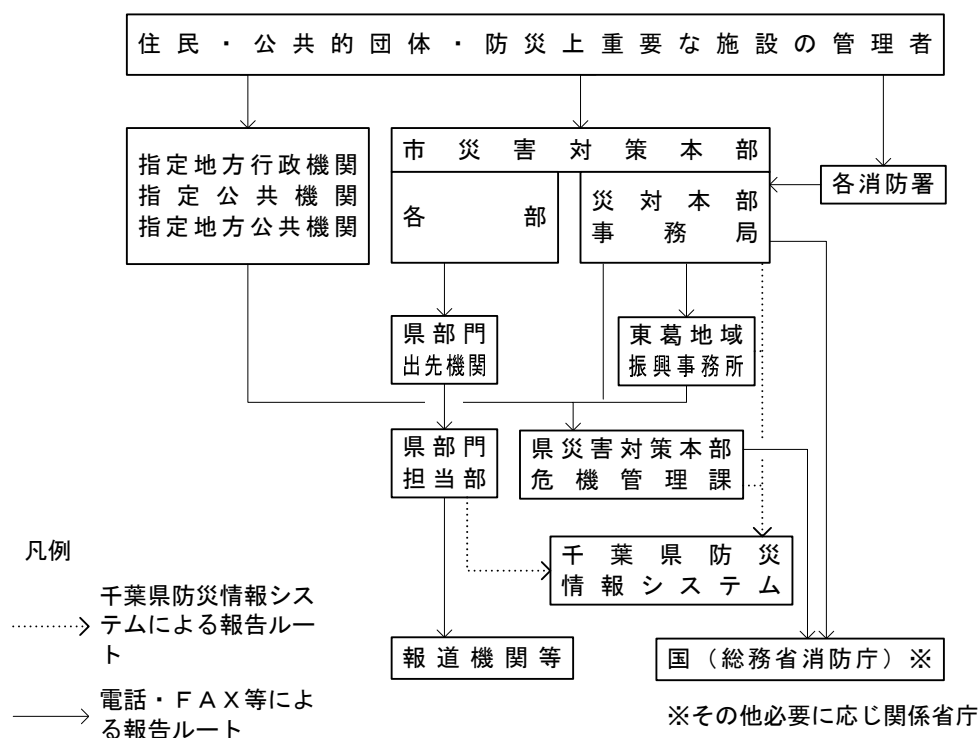 住民・公共的団体・防災上重要な施設の管理者
指定地方行政機関
指定公共機関
指定地方公共機関
市災害対策本部
各部
災対本部
事務局
各消防署
県部門
出先機関
東葛地域
振興事務所
県部門
担当部
県災害対策本部
危機管理課
千葉県防災
情報システム
報道機関等
国（総務省消防庁）※
※その他必要に応じ関係省庁
凡例
千葉県防災情報シス
テムによる報告ルー
ト
電話・ＦＡＸ等によ
る報告ルート